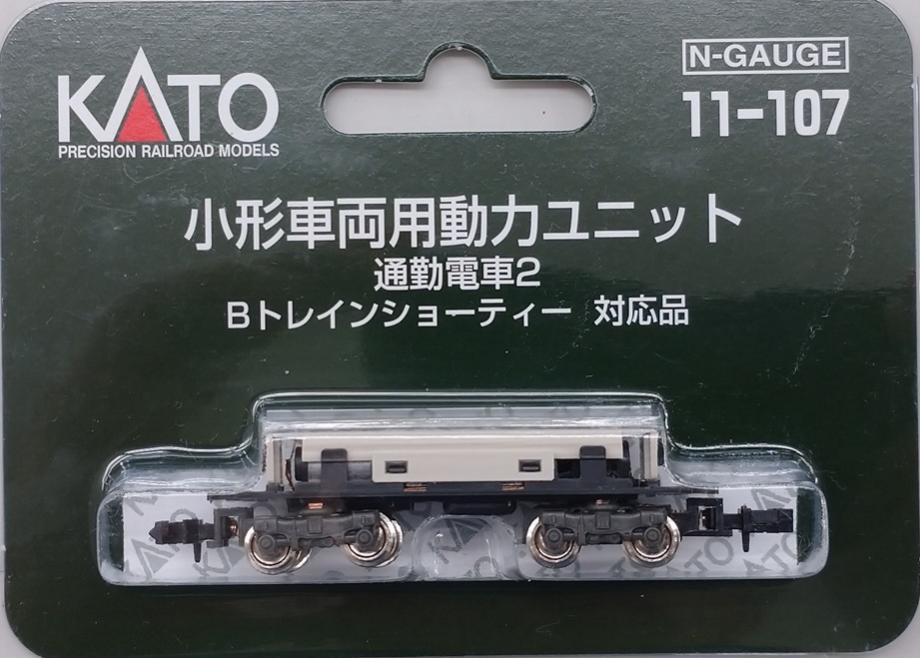 N-GAUGE
KATO
11-107
PRECISION RAILROAD MODELS
小形車両用動力ユニット
通勤電車2
Bトレインショーティー 対応品